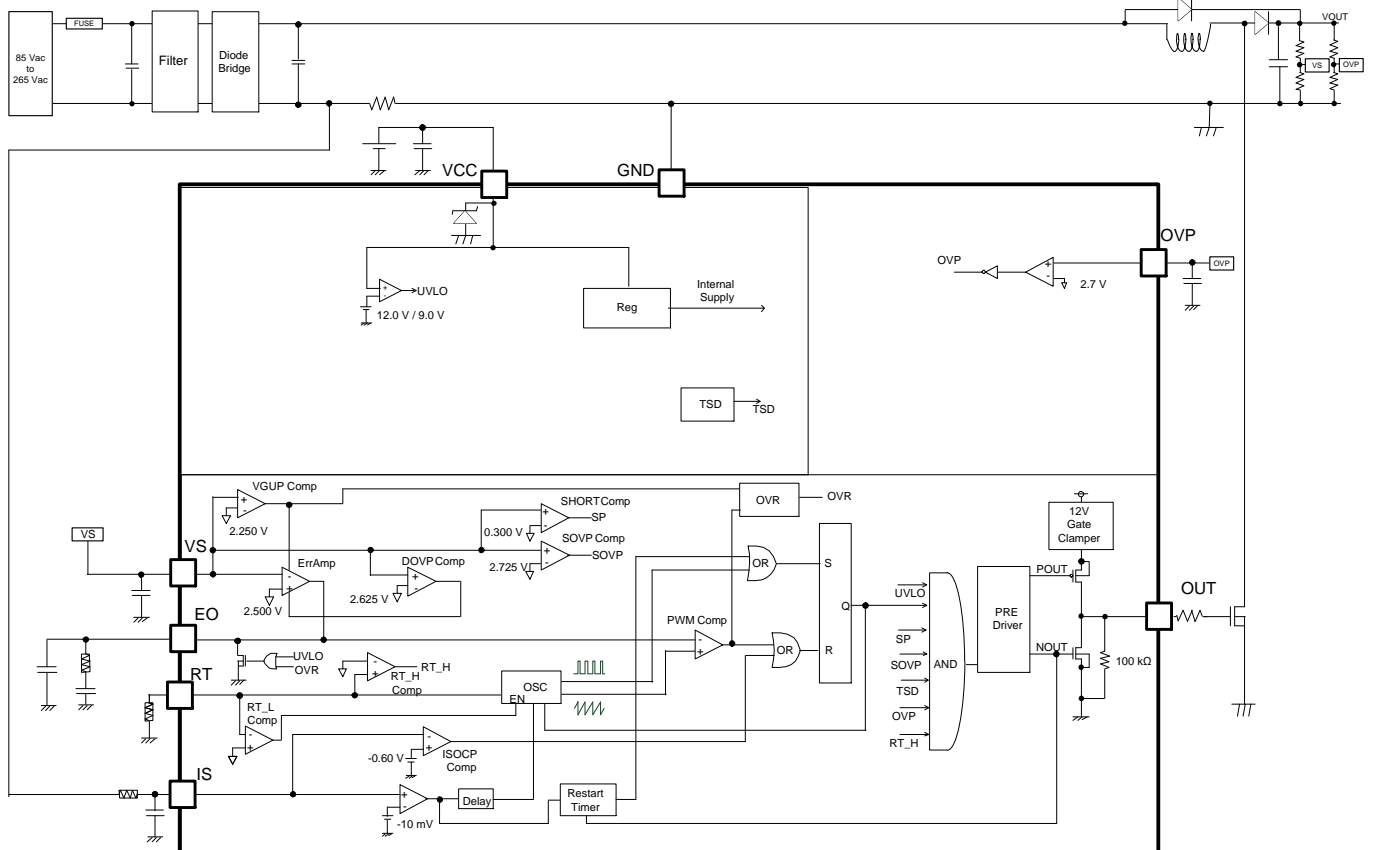 FUSE
85 Vac
to
265 Vac
Filter
Diode
Bridge
VOUT
VS
OVP
VCC
GND
OVP
OVP
OVP
2.7 V
UVLO
12.0 V / 9.0 V
Reg
Internal
Supply
TSD
TSD
VGUP Comp
2.250 V
SHORT Comp
SP
0.300 V
SOVP Comp
SOVP
2.725 V
OVR
OVR
12V
Gate
Clamper
VS
VS
ErrAmp
2.500 V
DOVP Comp
2.625 V
OR
S
Q
R
UVLO
SP
SOVP
TSD
OVP
RT_H
AND
PRE
Driver
POUT
NOUT
OUT
100 kΩ
EO
UVLO
OVR
PWM Comp
OR
RT
RT_H
RT_H
Comp
OSC
EN
RT_L
Comp
-0.60 V
ISOCP
Comp
IS
-10 mV
Delay
Restart
Timer